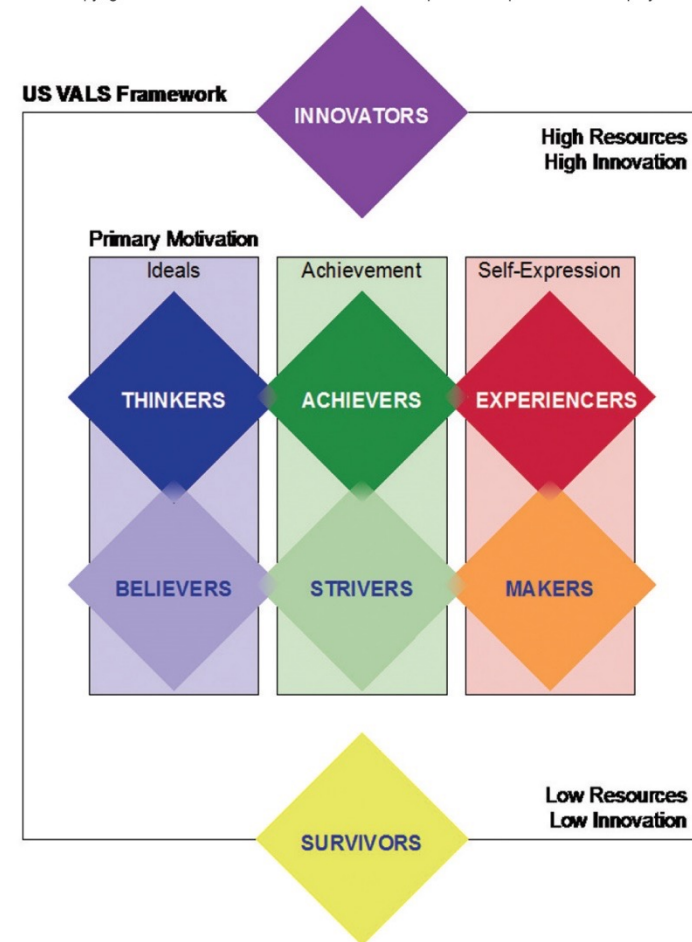 US VALS Framework
INNOVATORS
High Resources
High Innovation
Primary Motivation
Ideals
Achievement
Self-Expression
THINKERS
ACHIEVERS
EXPERIENCERS
BELIEVERS
STRIVERS
MAKERS
Low Resources
Low Innovation
SURVIVORS